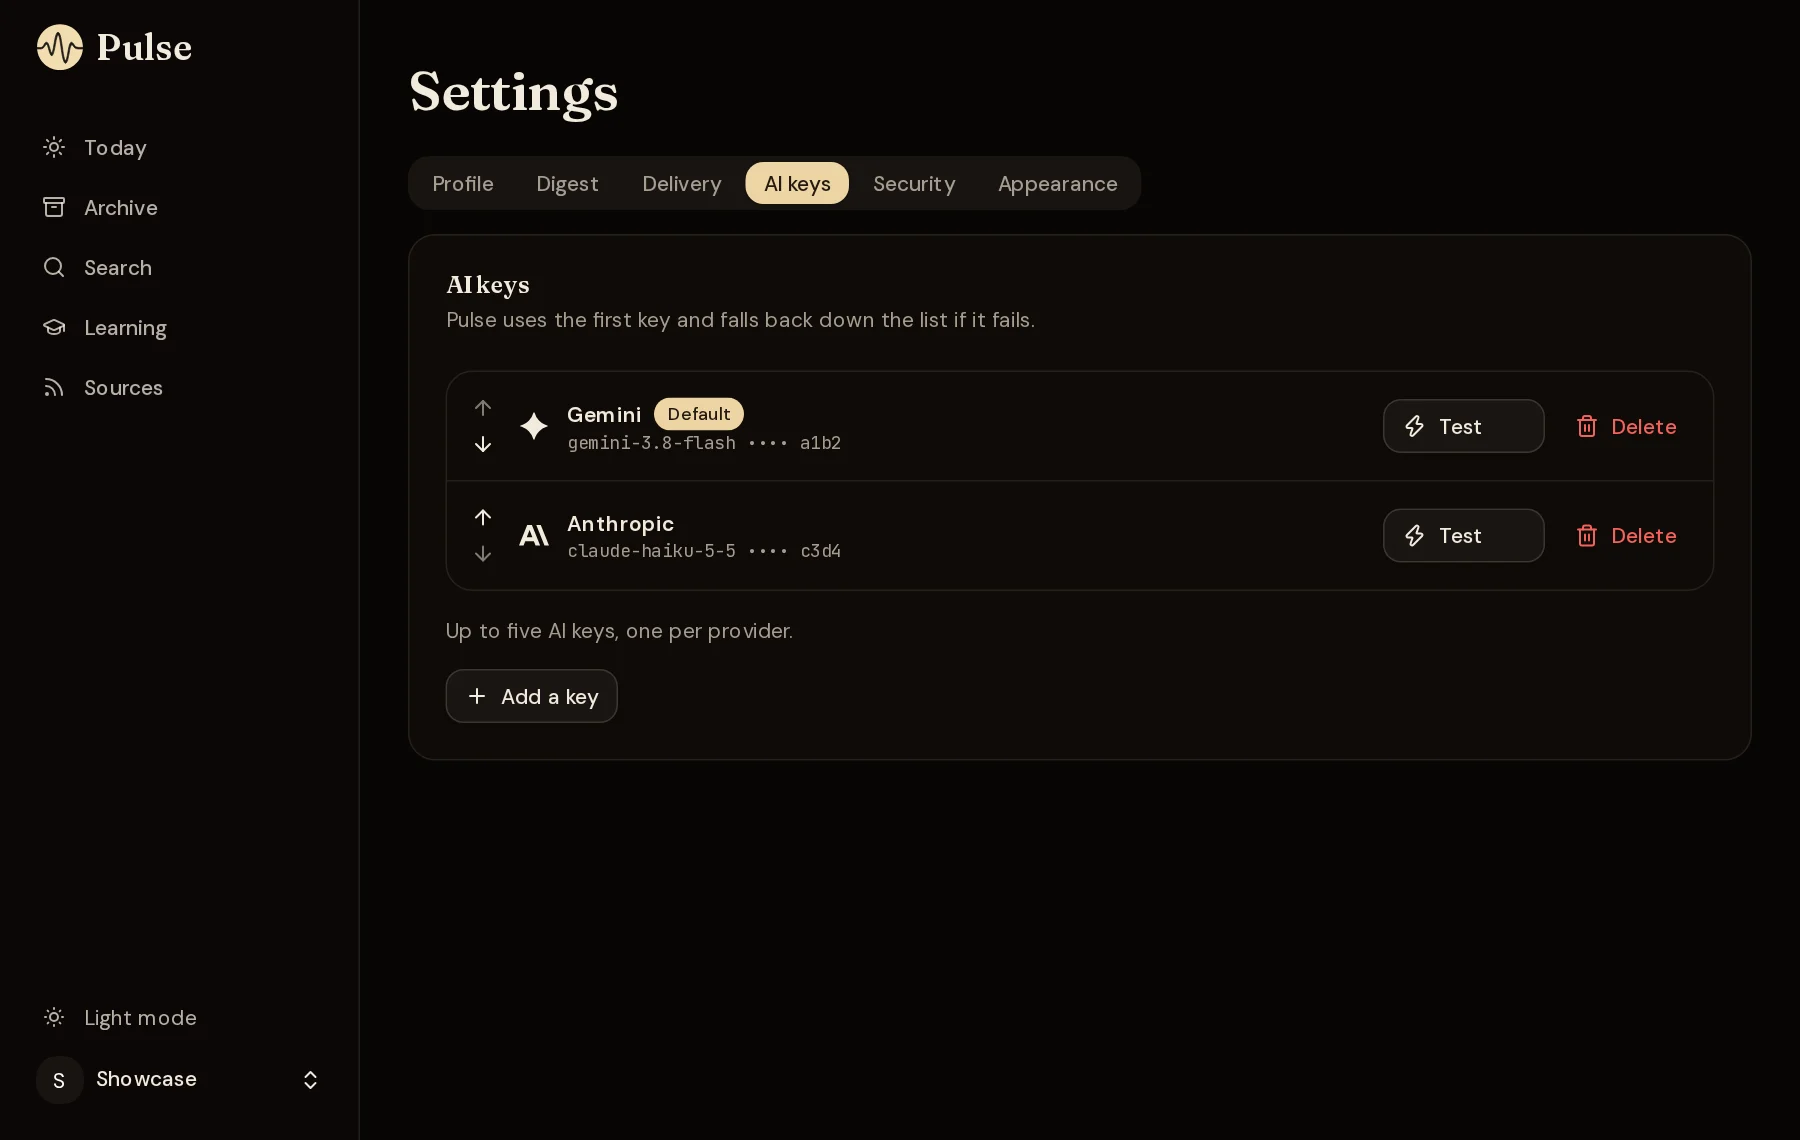 Pulse
Today
Archive
Search
Learning
Sources
Light mode
S
Showcase
Settings
Profile
Digest
Delivery
AI keys
Security
Appearance
AI keys
Pulse uses the first key and falls back down the list if it fails.
Gemini Default
gemini-3.8-flash •••• a1b2
Test
Delete
Anthropic
claude-haiku-5-5 •••• c3d4
Test
Delete
Up to five AI keys, one per provider.
Add a key